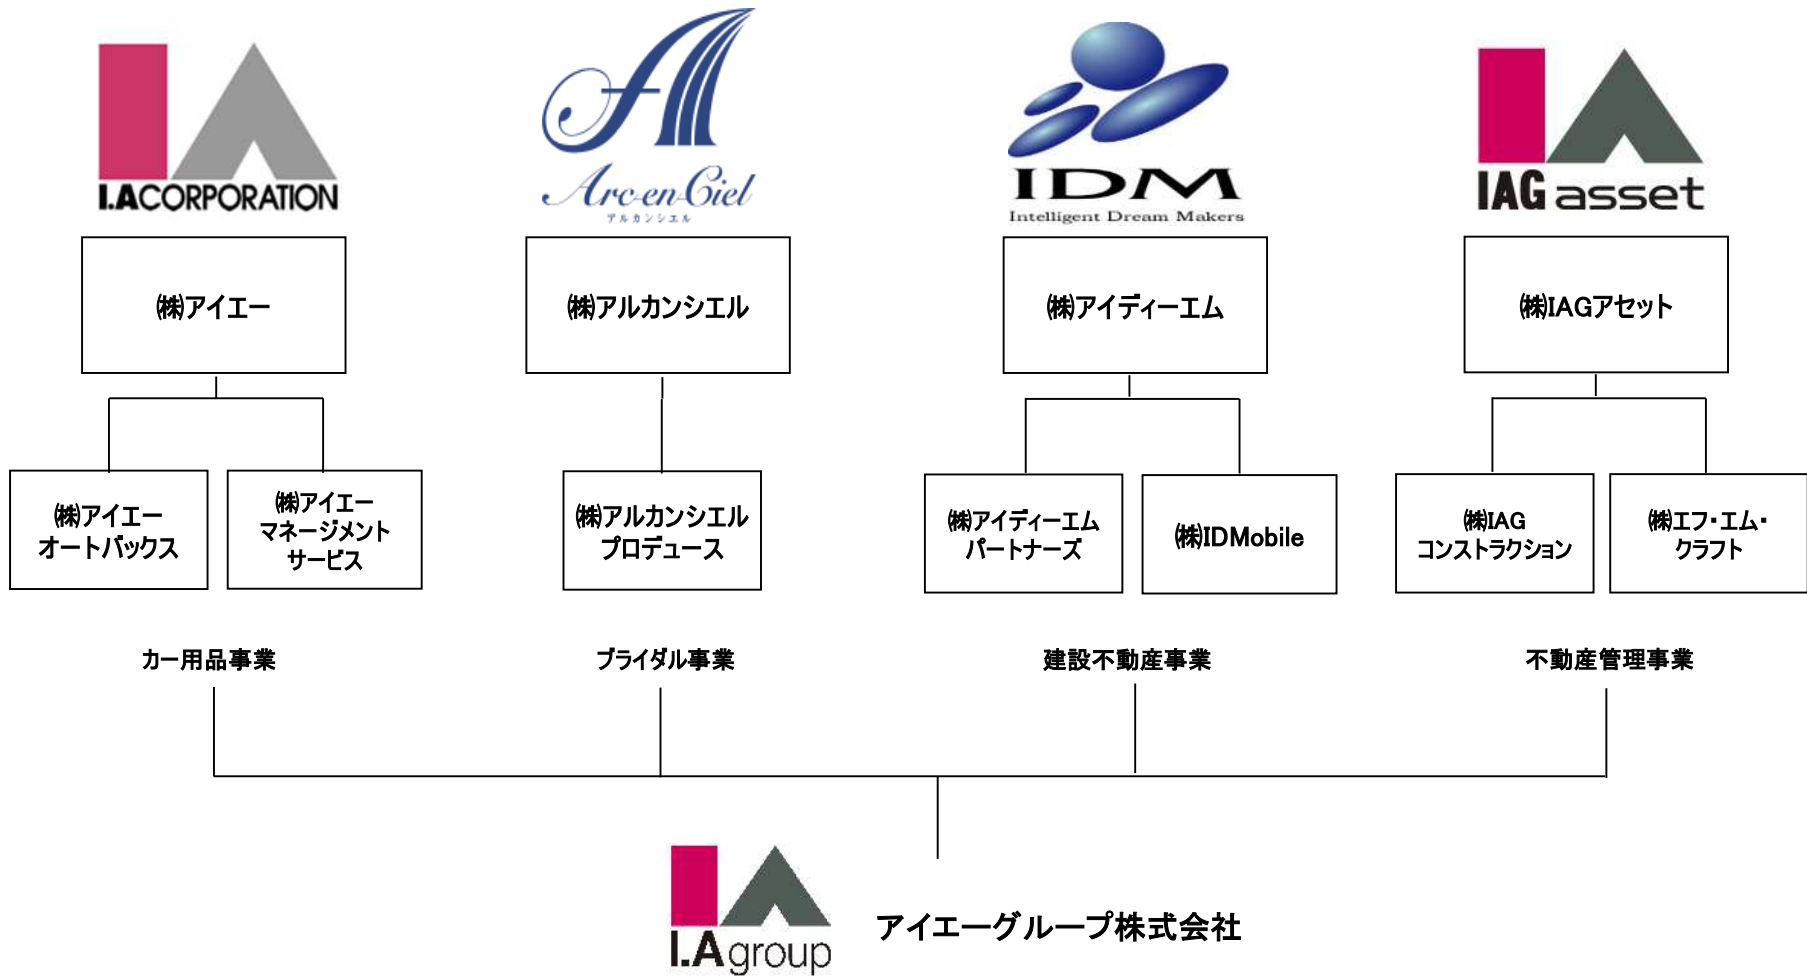 I.ACORPORATION
Arc-en-Ciel
アルカンシエル
IDM
Intelligent Dream Makers
IAG asset
㈱アイエー
㈱アルカンシエル
㈱アイディーエム
㈱IAGアセット
㈱アイエー
オートバックス
㈱アイエー
マネージメント
サービス
㈱アルカンシエル
プロデュース
㈱アイディーエム
パートナーズ
㈱IDMobile
㈱IAG
コンストラクション
㈱エフ・エム・
クラフト
カー用品事業
ブライダル事業
建設不動産事業
不動産管理事業
I.A group
アイエーグループ株式会社